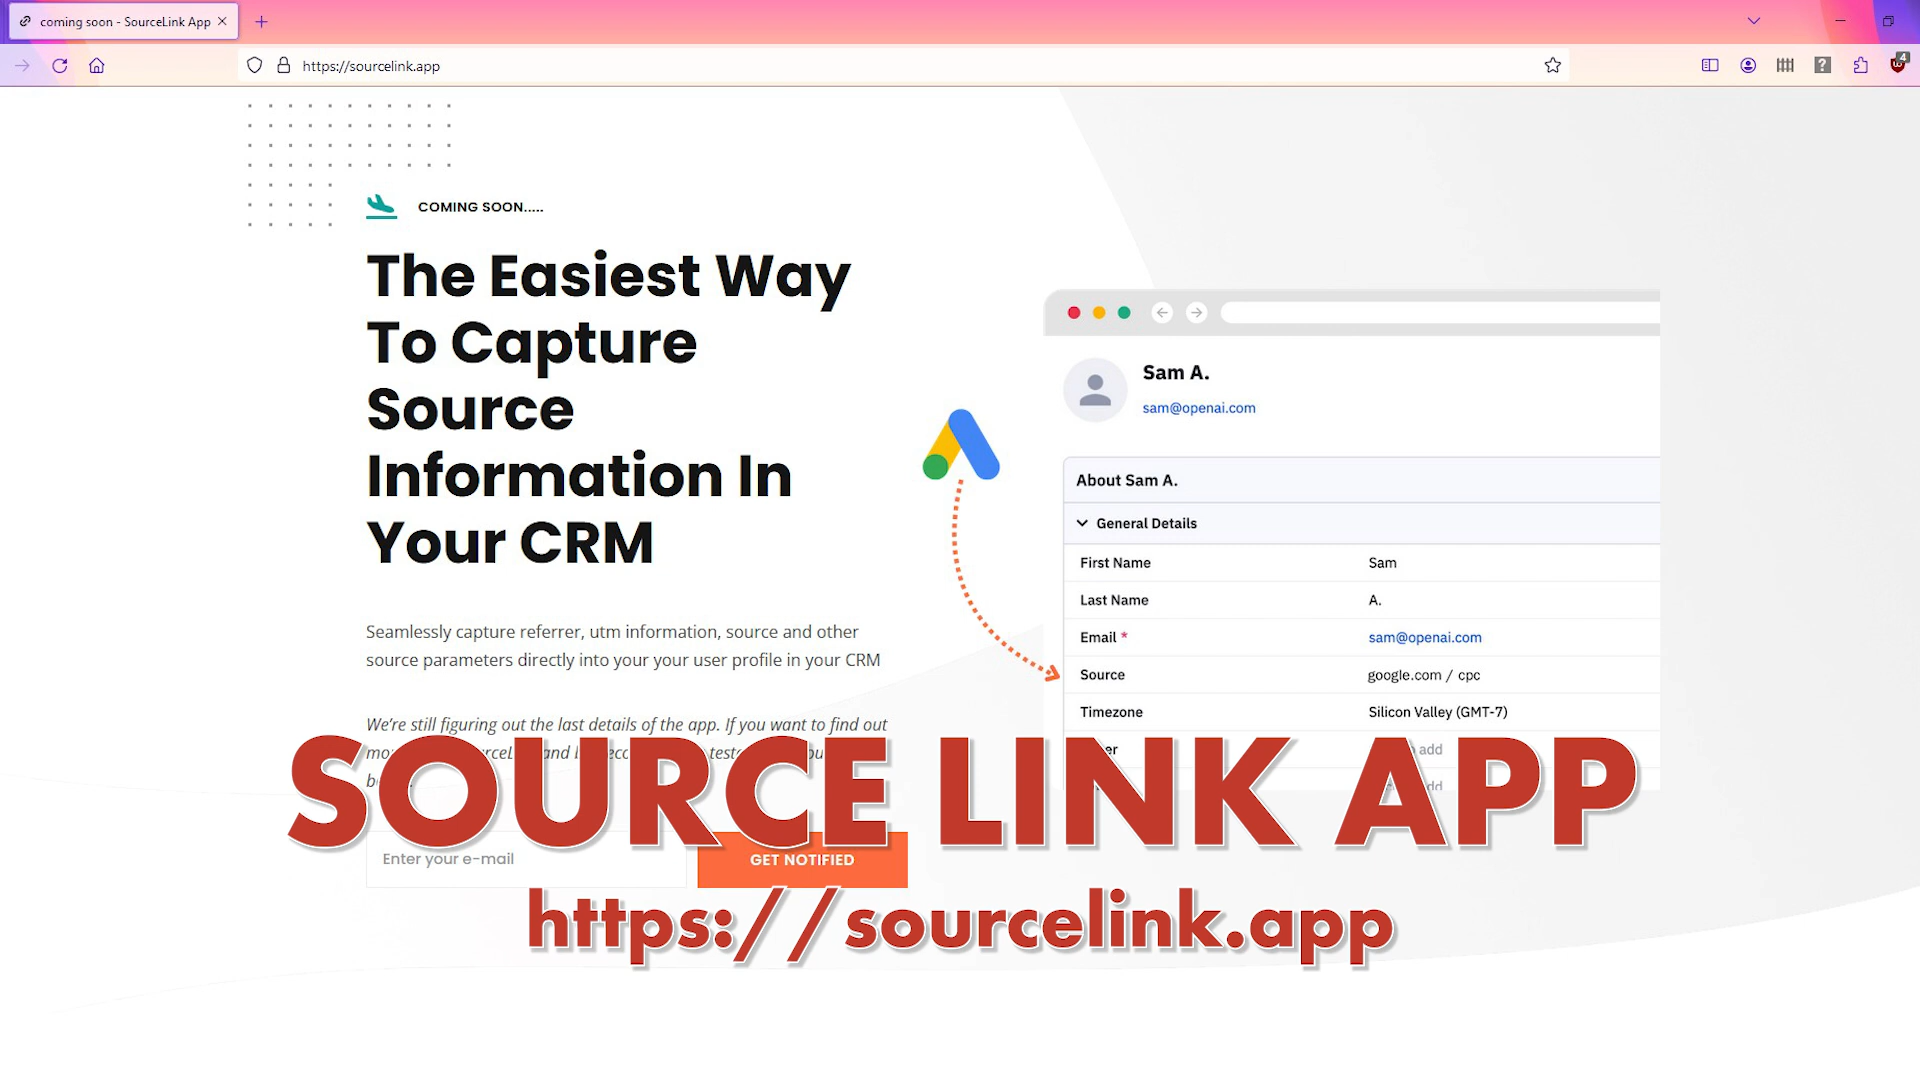 coming soon - SourceLink App
https://sourcelink.app
4
COMING SOON.....
The Easiest Way
To Capture
Source
Information In
Your CRM
Seamlessly capture referrer, utm information, source and other
source parameters directly into your your user profile in your CRM
We're still figuring out the last details of the app. If you want to find out
Enter your e-mail
GET NOTIFIED
Sam A.
sam@openai.com
About Sam A.
General Details
First Name Sam
Last Name A.
Email * sam@openai.com
Source google.com / cpc
Timezone Silicon Valley (GMT-7)
add
SOURCE LINK APP
https://sourcelink.app